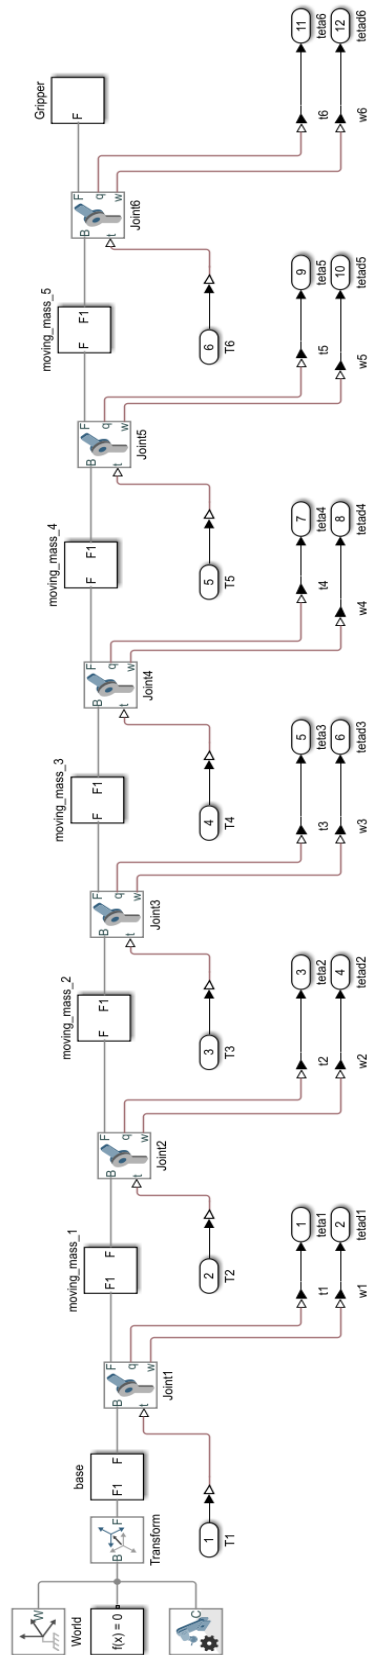 W
World
f(x) = 0
C
B
F
Transform
base
F1 F
B
F
q
w
t
Joint1
1
T1
moving_mass_1
F1 F
t1
1
teta1
w1
2
tetad1
B
F
q
w
t
Joint2
2
T2
moving_mass_2
F F1
t2
3
teta2
w2
4
tetad2
B
F
q
w
t
Joint3
3
T3
moving_mass_3
F F1
t3
5
teta3
w3
6
tetad3
B
F
q
w
t
Joint4
4
T4
moving_mass_4
F F1
t4
7
teta4
w4
8
tetad4
B
F
q
w
t
Joint5
5
T5
moving_mass_5
F F1
t5
9
teta5
w5
10
tetad5
B
F
q
w
t
Joint6
6
T6
Gripper
F
t6
11
teta6
w6
12
tetad6